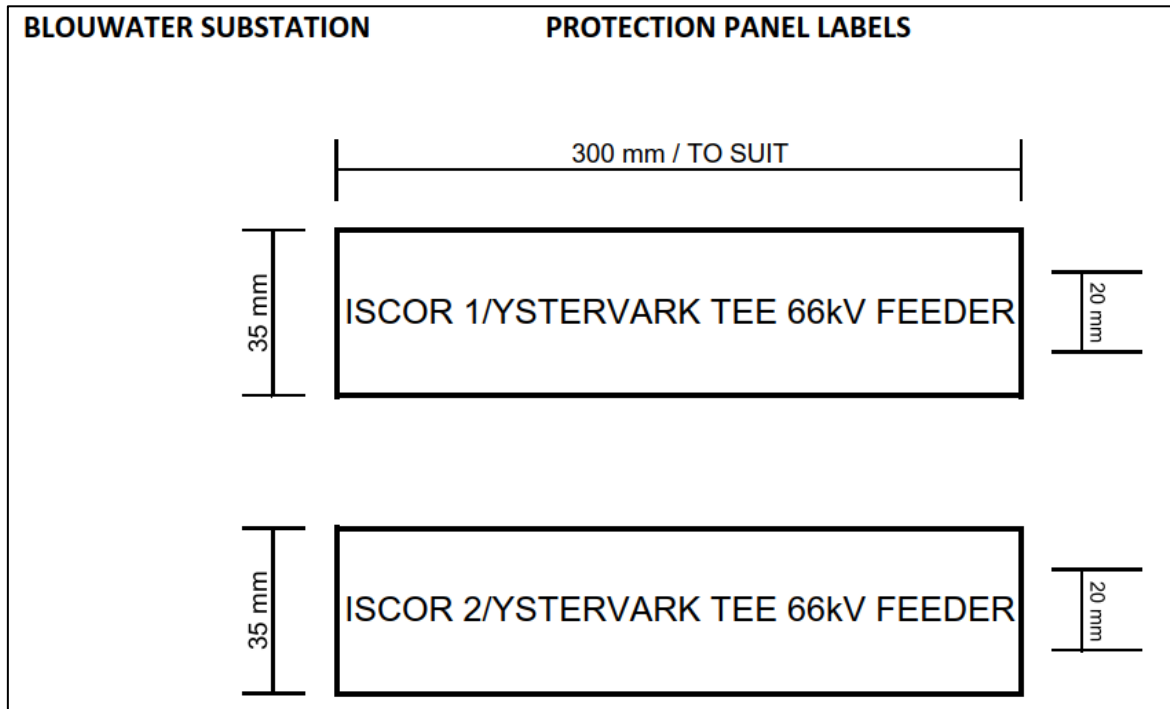 BLOUWATER SUBSTATION PROTECTION PANEL LABELS
300 mm / TO SUIT
35 mm
ISCOR 1/YSTERVARK TEE 66kV FEEDER
20 mm
35 mm
ISCOR 2/YSTERVARK TEE 66kV FEEDER
20 mm